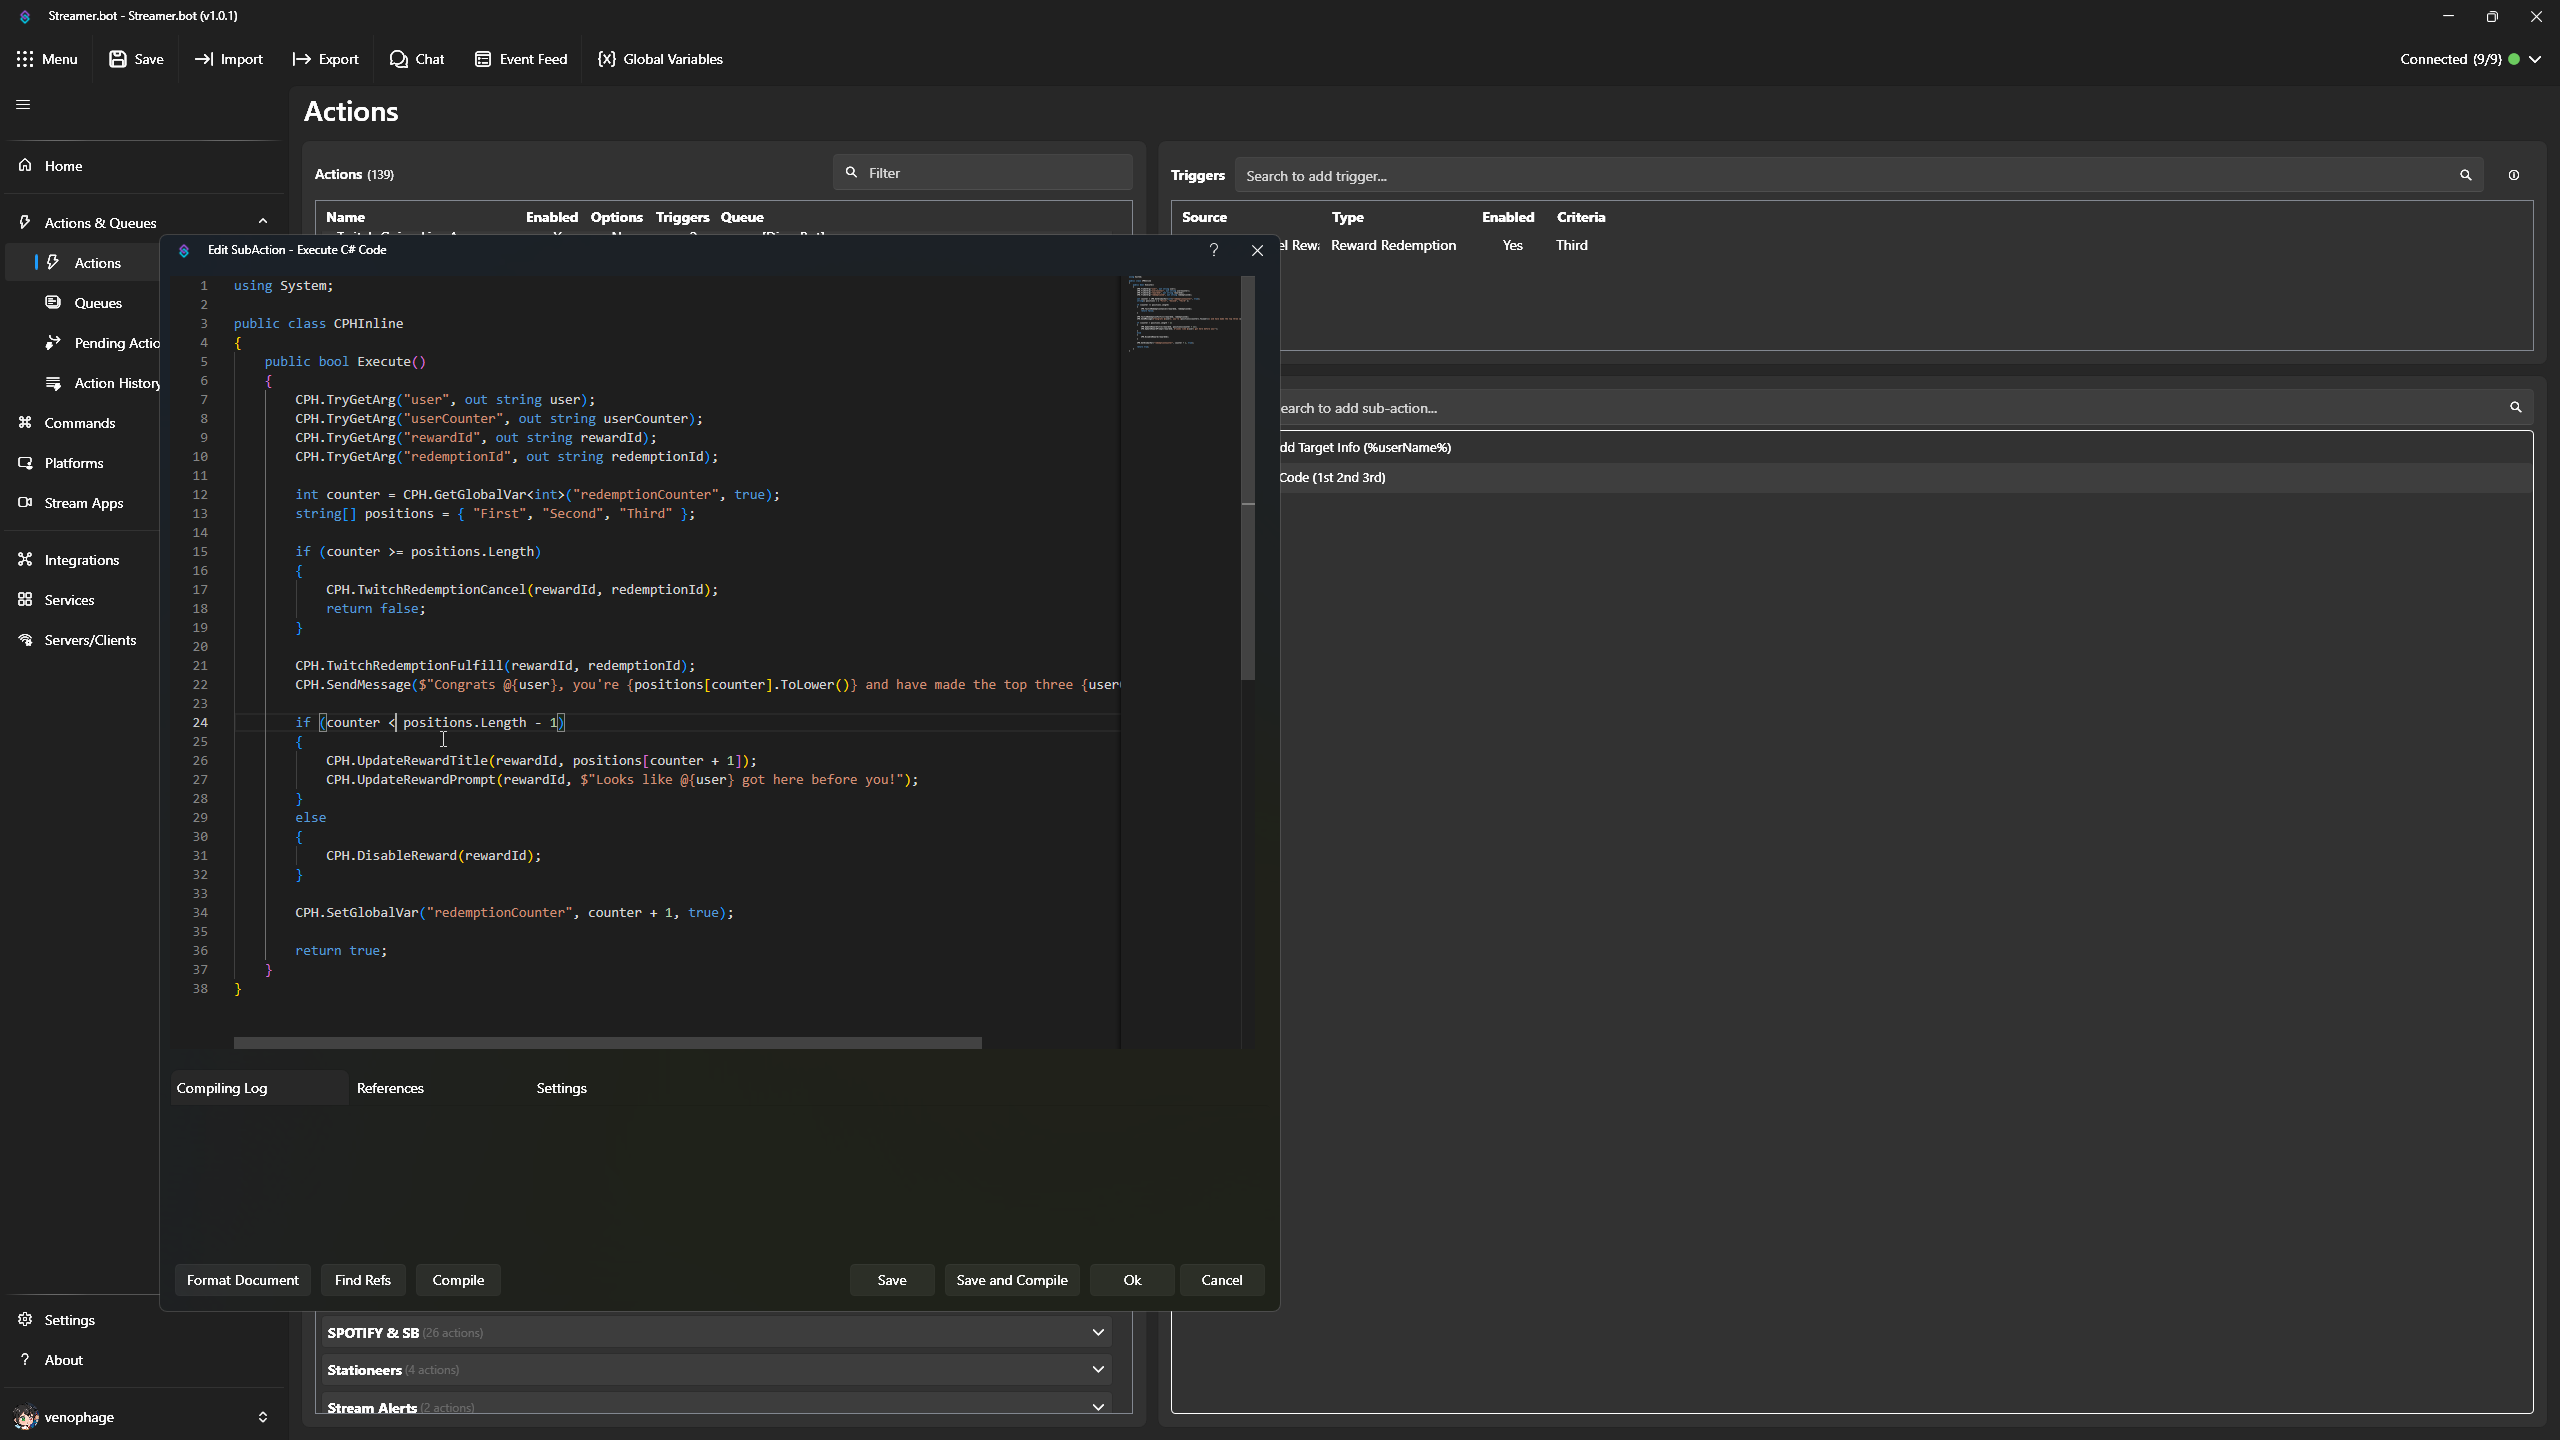 Streamer.bot - Streamer.bot (v1.0.1)
Menu
Save
Import
Export
Chat
Event Feed
Global Variables
Connected (9/9)
Home
Actions & Queues
Actions
Queues
Pending Actio
Action History
Commands
Platforms
Stream Apps
Integrations
Services
Servers/Clients
Settings
? About
venophage
Actions
Actions (139)
Filter
Name Enabled Options Triggers Queue
Triggers
Search to add trigger...
Source Type Enabled Criteria
el Rew Reward Redemption Yes Third
earch to add sub-action...
dd Target Info (%userName%)
Code (1st 2nd 3rd)
Edit SubAction - Execute C# Code
?
1 using System;
2
3 public class CPHInline
4 {
5 public bool Execute()
6 {
7 CPH.TryGetArg("user", out string user);
8 CPH.TryGetArg("userCounter", out string userCounter);
9 CPH.TryGetArg("rewardId", out string rewardId);
10 CPH.TryGetArg("redemptionId", out string redemptionId);
11
12 int counter = CPH.GetGlobalVar<int>("redemptionCounter", true);
13 string[] positions = { "First", "Second", "Third" };
14
15 if (counter >= positions.Length)
16 {
17 CPH.TwitchRedemptionCancel(rewardId, redemptionId);
18 return false;
19 }
20
21 CPH.TwitchRedemptionFulfill(rewardId, redemptionId);
22 CPH.SendMessage($"Congrats @{user}, you're {positions[counter].ToLower()} and have made the top three {user
23
24 if (counter < positions.Length - 1)
25 {
26 CPH.UpdateRewardTitle(rewardId, positions[counter + 1]);
27 CPH.UpdateRewardPrompt(rewardId, $"Looks like @{user} got here before you!");
28 }
29 else
30 {
31 CPH.DisableReward(rewardId);
32 }
33
34 CPH.SetGlobalVar("redemptionCounter", counter + 1, true);
35
36 return true;
37 }
38 }
Compiling Log
References
Settings
Format Document
Find Refs
Compile
Save
Save and Compile
Ok
Cancel
SPOTIFY & SB (26 actions)
Stationeers (4 actions)
Stream Alerts (2 actions)